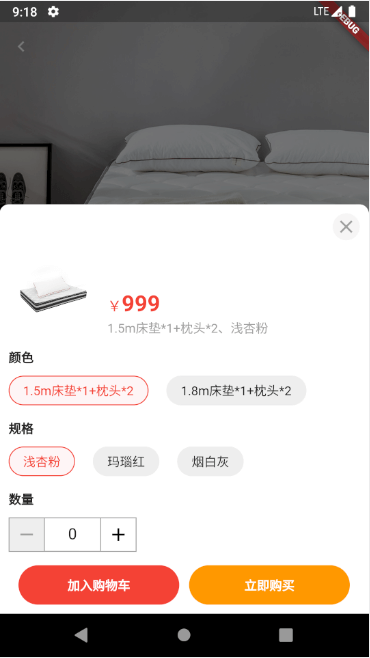 9:18
LTE
DEBUG
￥999
1.5m床垫*1+枕头*2、浅杏粉
颜色
1.5m床垫*1+枕头*2
1.8m床垫*1+枕头*2
规格
浅杏粉
玛瑙红
烟白灰
数量
0
加入购物车
立即购买